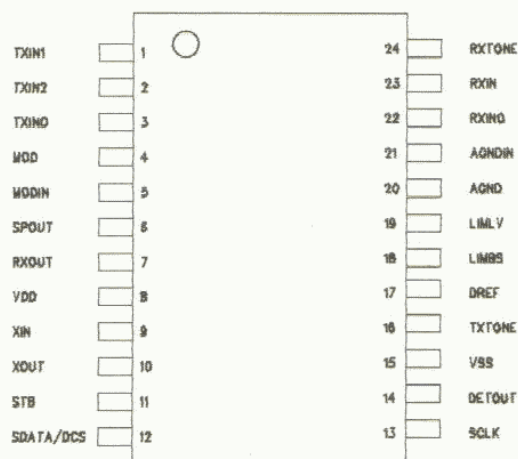 TXIN1 1 24 RXTONE
TXIN2 2 23 RXIN
TXINO 3 22 RXINO
MOD 4 21 AGNDIN
MODIN 5 20 AGND
SPOUT 6 19 LIMLV
RXOUT 7 18 LIMBS
VDD 8 17 DREF
XIN 9 16 TXTONE
XOUT 10 15 VSS
STB 11 14 DETOUT
SDATA/DCS 12 13 SCLK